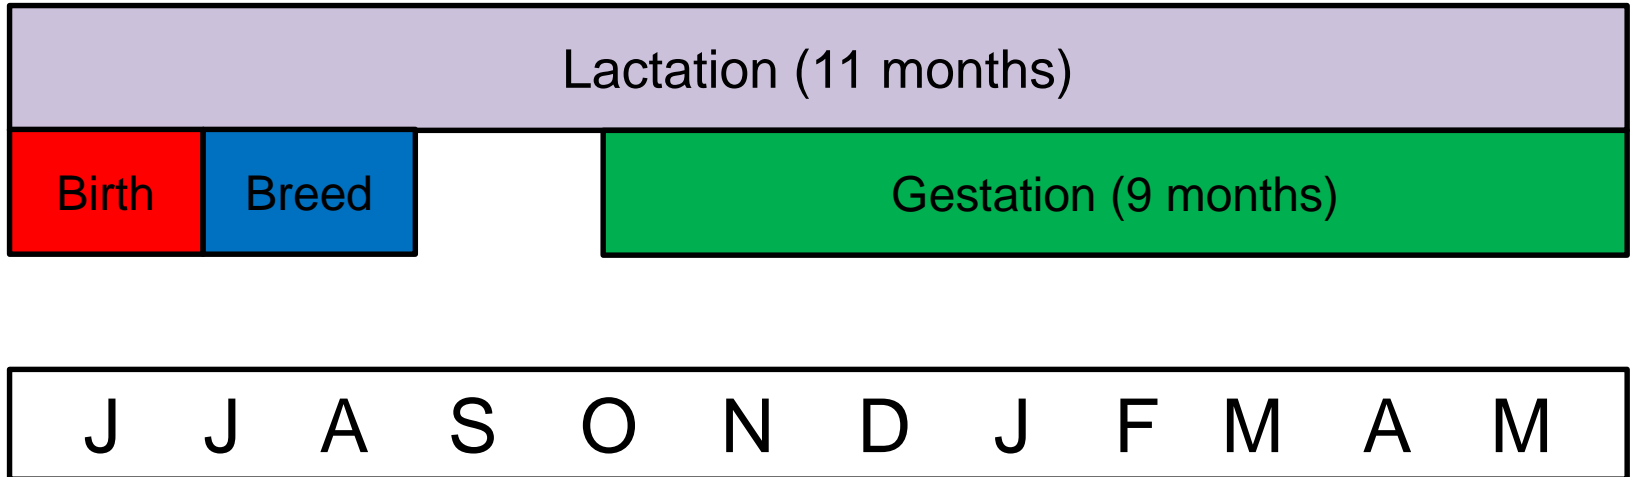 Lactation (11 months)
Birth Breed Gestation (9 months)
J J A S O N D J F M A M